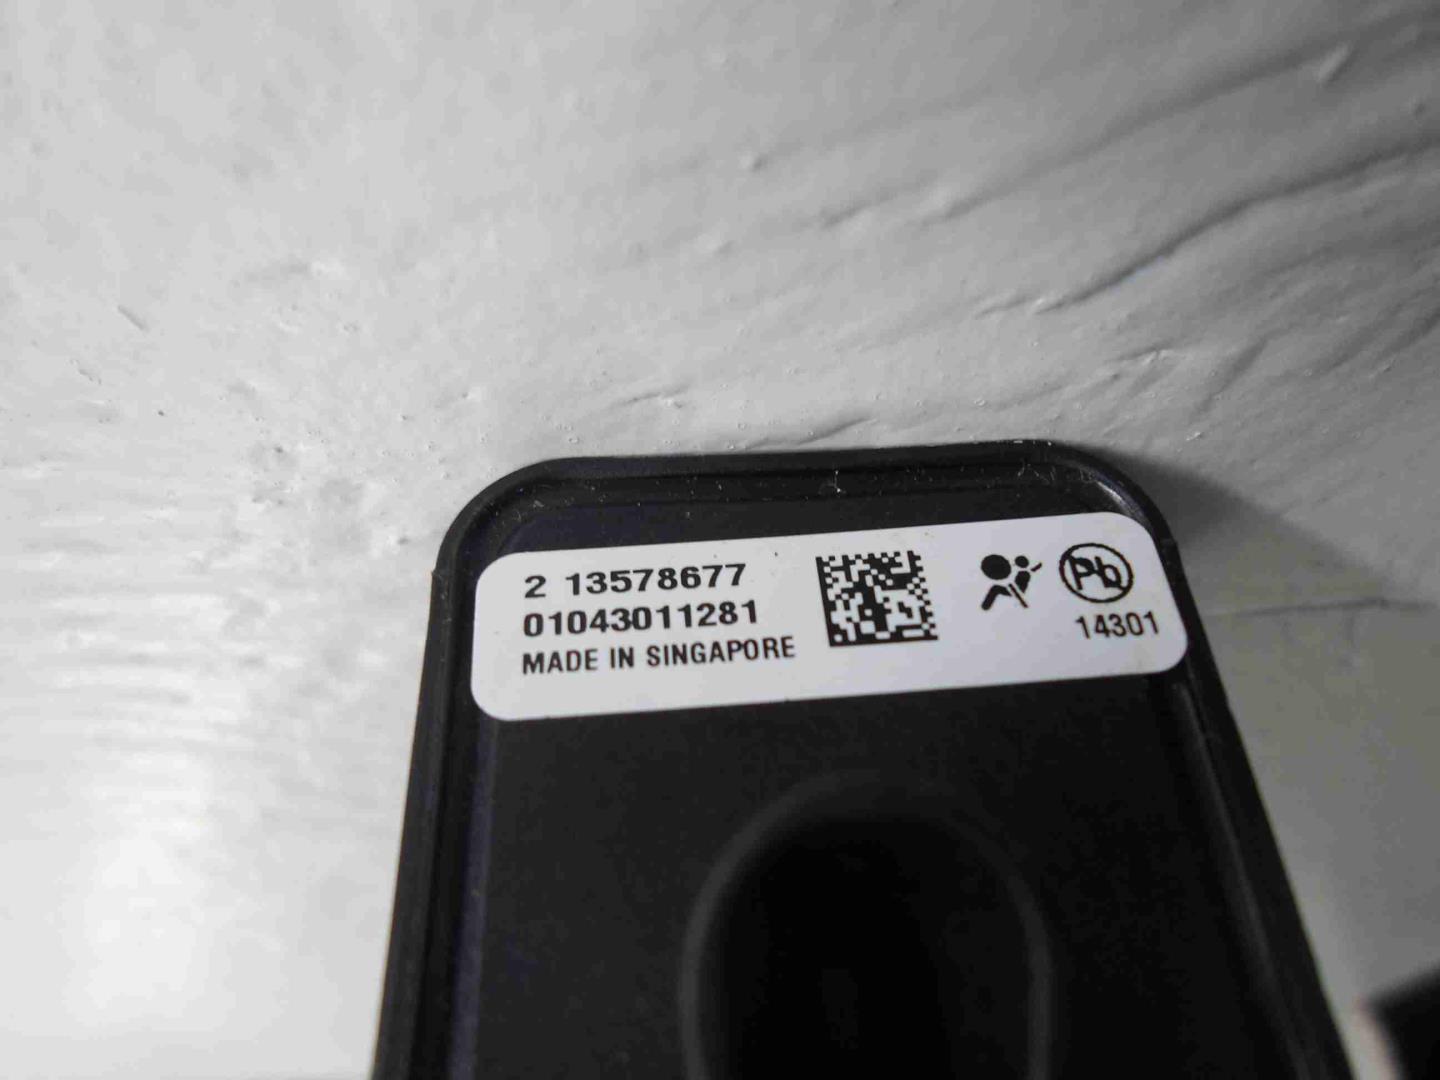 2 13578677
01043011281
MADE IN SINGAPORE
Pb
14301